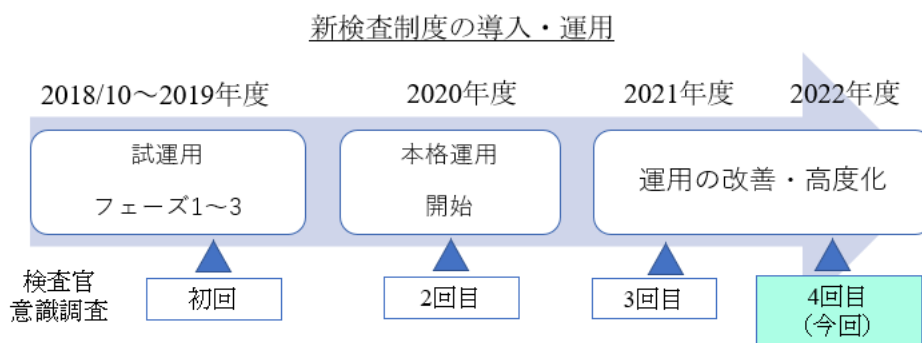 新検査制度の導入・運用
2018/10～2019年度
2020年度
2021年度
2022年度
試運用
フェーズ1～3
本格運用
開始
運用の改善・高度化
検査官
意識調査
初回
2回目
3回目
4回目
(今回)